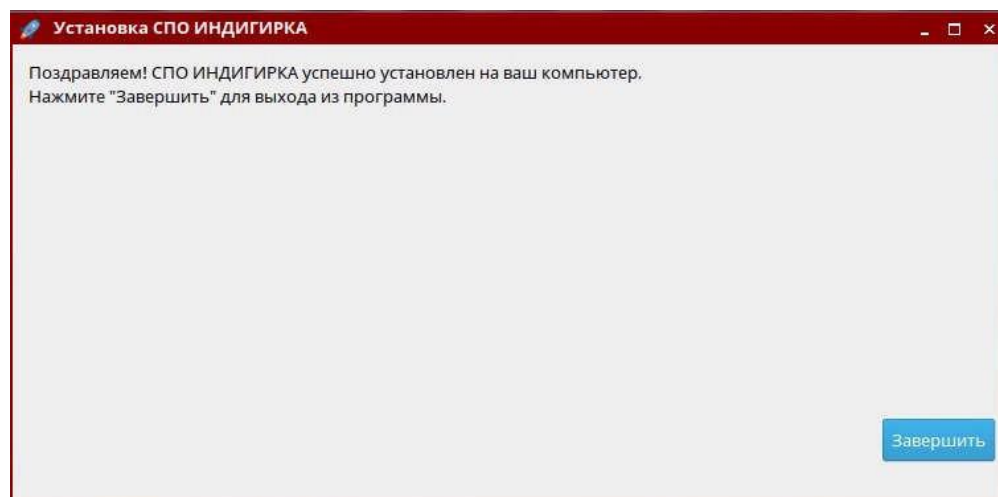 Установка СПО ИНДИГИРКА
Поздравляем! СПО ИНДИГИРКА успешно установлен на ваш компьютер.
Нажмите "Завершить" для выхода из программы.
Завершить